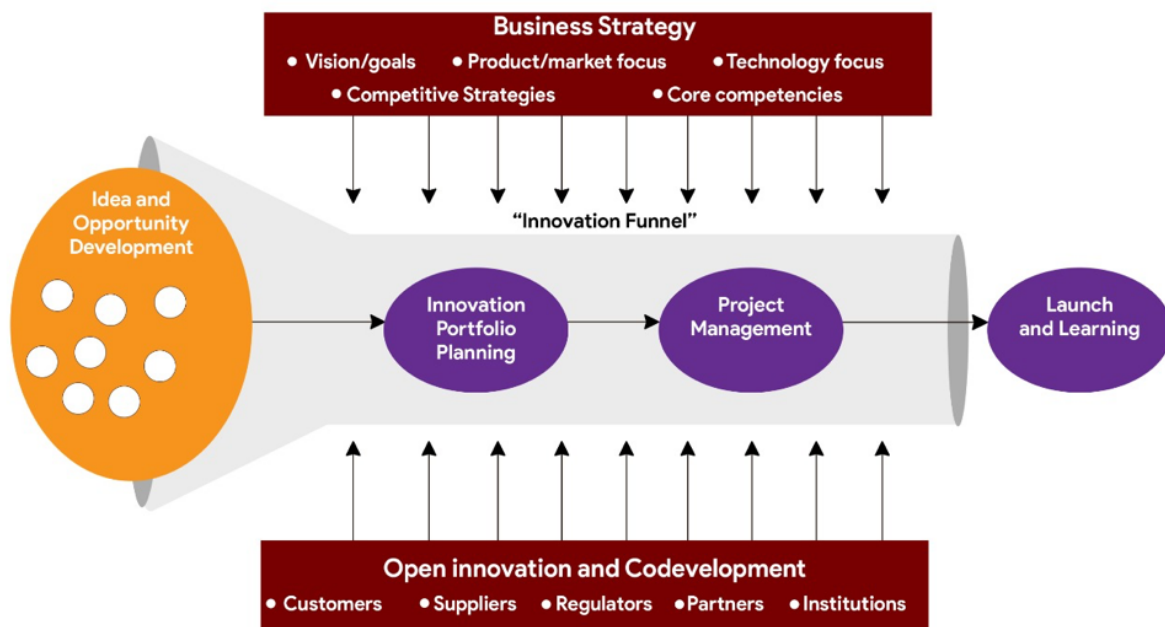 Business Strategy
• Vision/goals • Product/market focus • Technology focus
• Competitive Strategies • Core competencies
Idea and
Opportunity
Development
“Innovation Funnel”
Innovation
Portfolio
Planning
Project
Management
Launch
and Learning
Open innovation and Codevelopment
• Customers • Suppliers • Regulators • Partners • Institutions